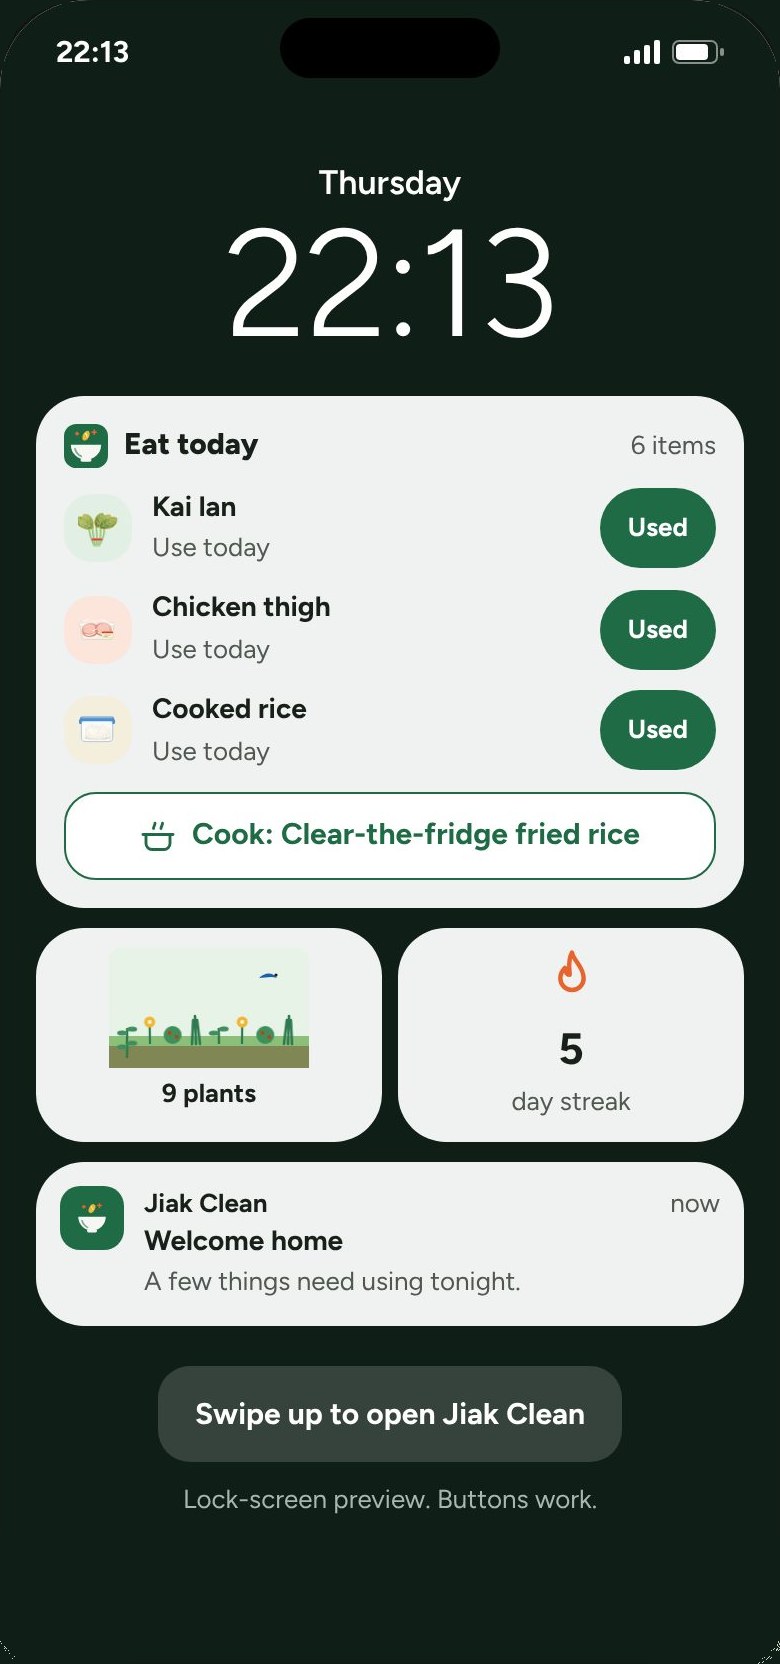 22:13
Thursday
22:13
Eat today
6 items
Kai lan
Use today
Used
Chicken thigh
Use today
Used
Cooked rice
Use today
Used
Cook: Clear-the-fridge fried rice
9 plants
5
day streak
Jiak Clean
now
Welcome home
A few things need using tonight.
Swipe up to open Jiak Clean
Lock-screen preview. Buttons work.